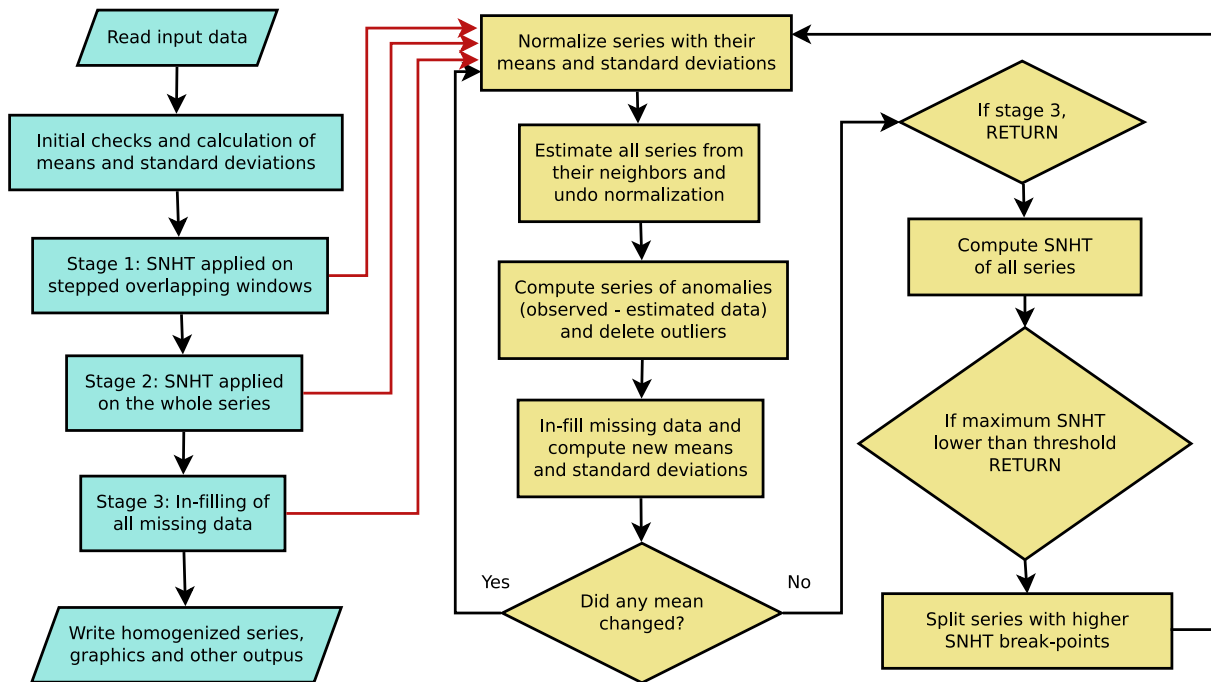 Read input data
Initial checks and calculation of
means and standard deviations
Stage 1: SNHT applied on
stepped overlapping windows
Stage 2: SNHT applied
on the whole series
Stage 3: In-filling of
all missing data
Write homogenized series,
graphics and other outpus
Normalize series with their
means and standard deviations
Estimate all series from
their neighbors and
undo normalization
Compute series of anomalies
(observed - estimated data)
and delete outliers
In-fill missing data and
compute new means
and standard deviations
Yes
Did any mean
changed?
No
If stage 3,
RETURN
Compute SNHT
of all series
If maximum SNHT
lower than threshold
RETURN
Split series with higher
SNHT break-points